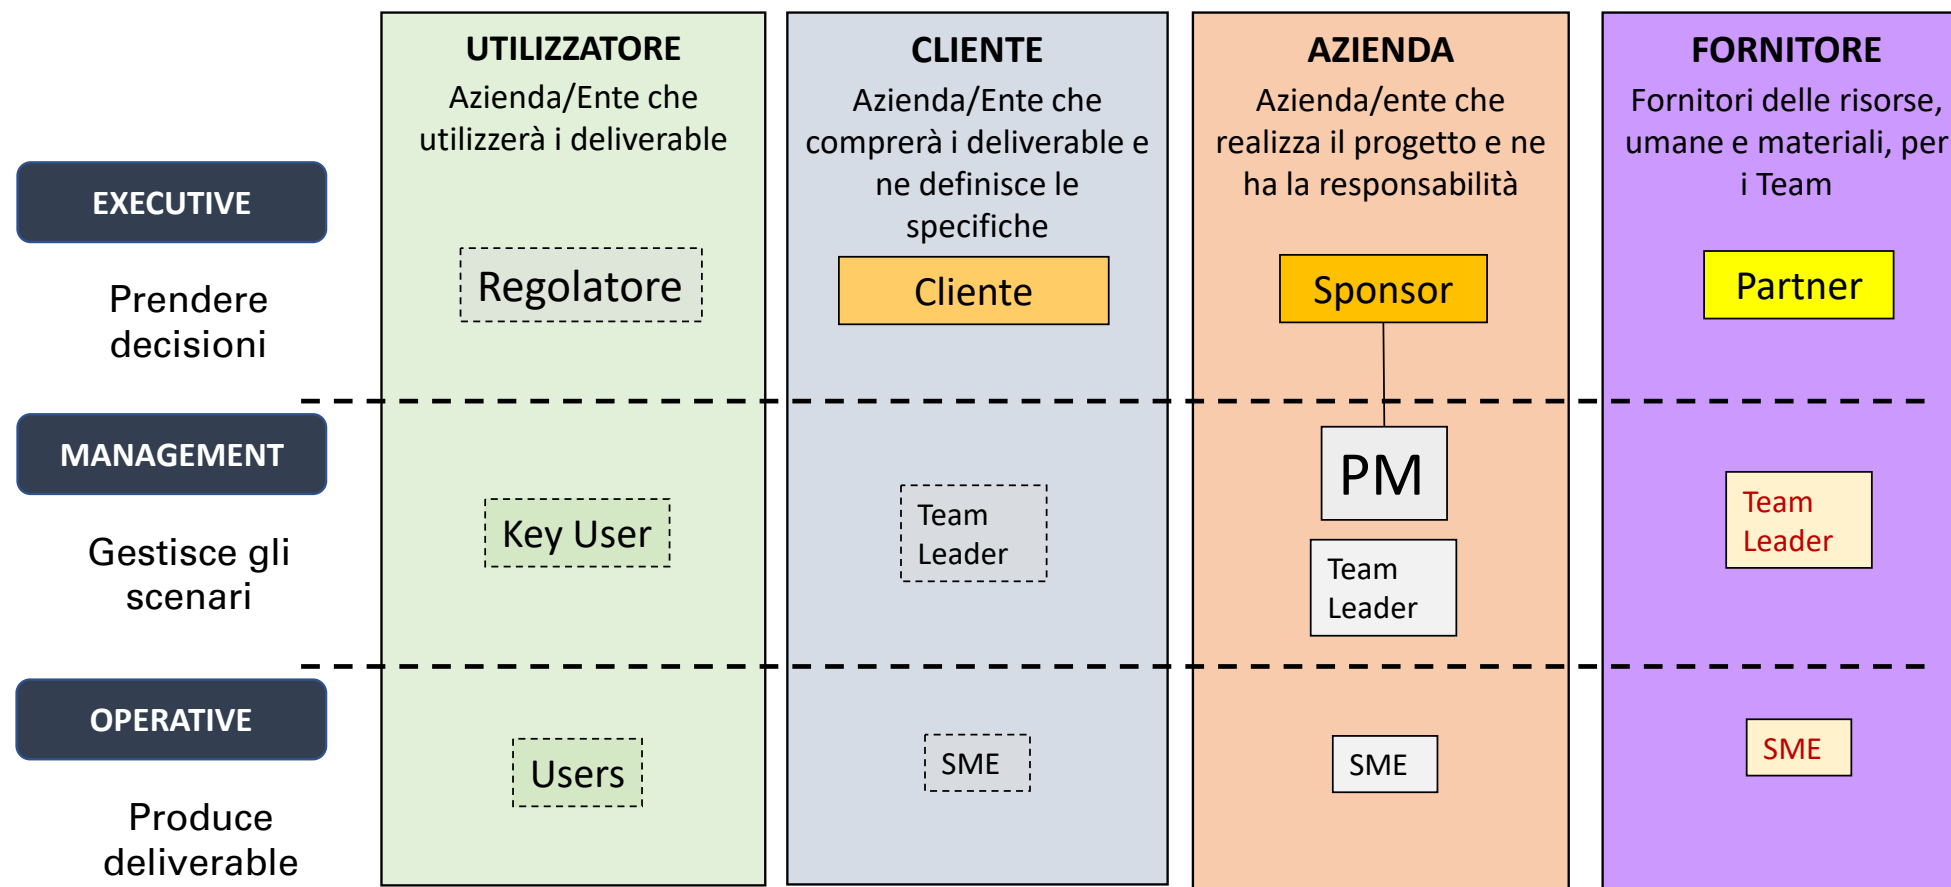 UTILIZZATORE
Azienda/Ente che
utilizzerà i deliverable
CLIENTE
Azienda/Ente che
comprerà i deliverable e
ne definisce le
specifiche
AZIENDA
Azienda/ente che
realizza il progetto e ne
ha la responsabilità
FORNITORE
Fornitori delle risorse,
umane e materiali, per
i Team
EXECUTIVE
Prendere
decisioni
Regolatore
Cliente
Sponsor
Partner
MANAGEMENT
Gestisce gli
scenari
Key User
Team
Leader
PM
Team
Leader
Team
Leader
OPERATIVE
Produce
deliverable
Users
SME
SME
SME